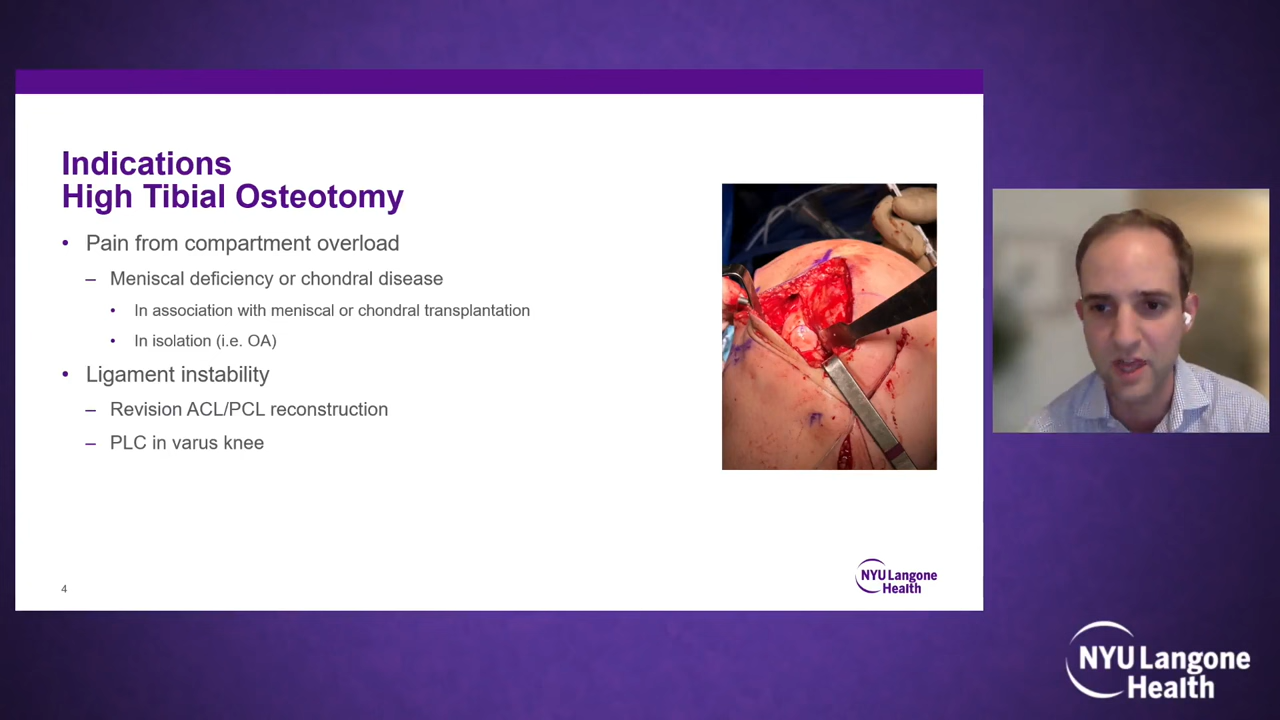 Indications
High Tibial Osteotomy
• Pain from compartment overload
– Meniscal deficiency or chondral disease
• In association with meniscal or chondral transplantation
• In isolation (i.e. OA)
• Ligament instability
– Revision ACL/PCL reconstruction
– PLC in varus knee
4
NYU Langone
Health
NYU Langone
Health